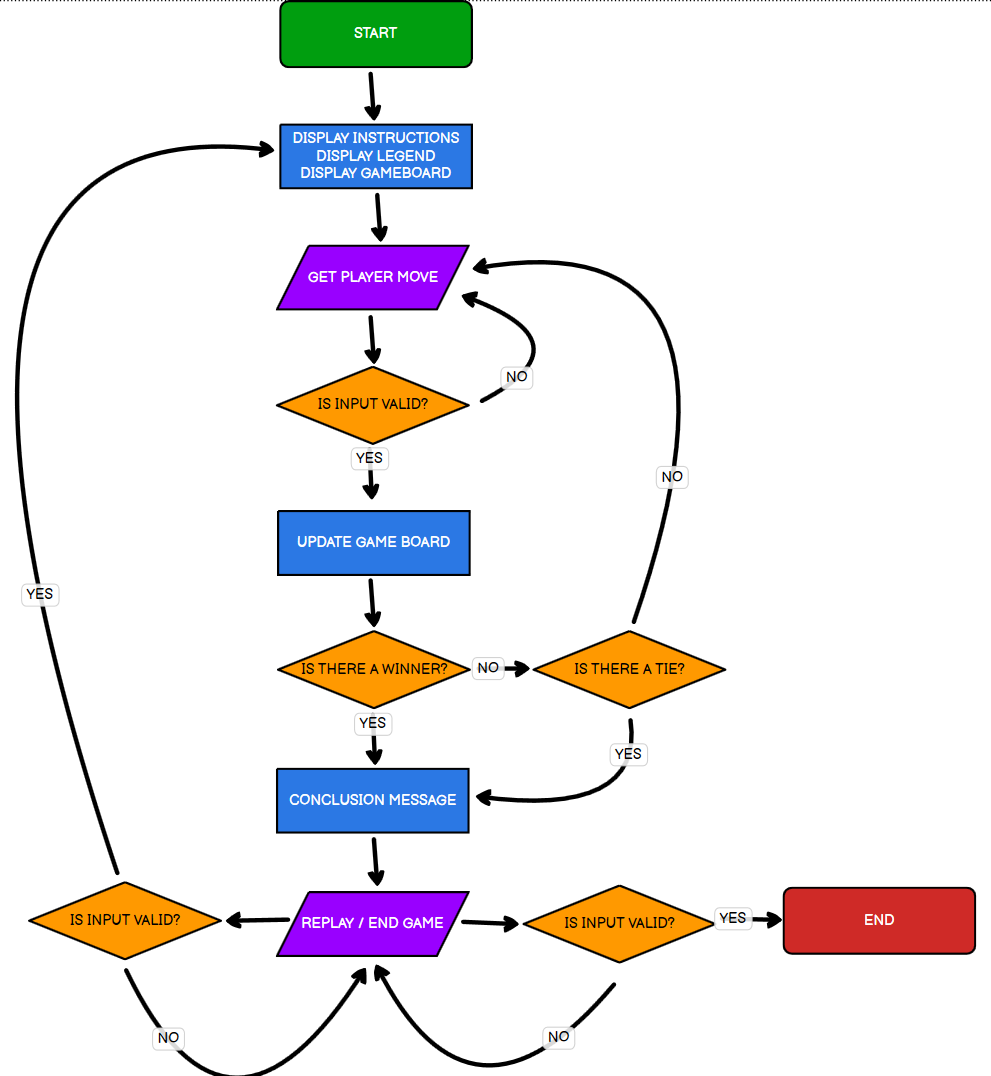 START
DISPLAY INSTRUCTIONS
DISPLAY LEGEND
DISPLAY GAMEBOARD
GET PLAYER MOVE
NO
IS INPUT VALID?
YES
NO
UPDATE GAME BOARD
YES
IS THERE A WINNER?
NO
IS THERE A TIE?
YES
YES
CONCLUSION MESSAGE
IS INPUT VALID?
REPLAY / END GAME
IS INPUT VALID?
YES
END
NO
NO